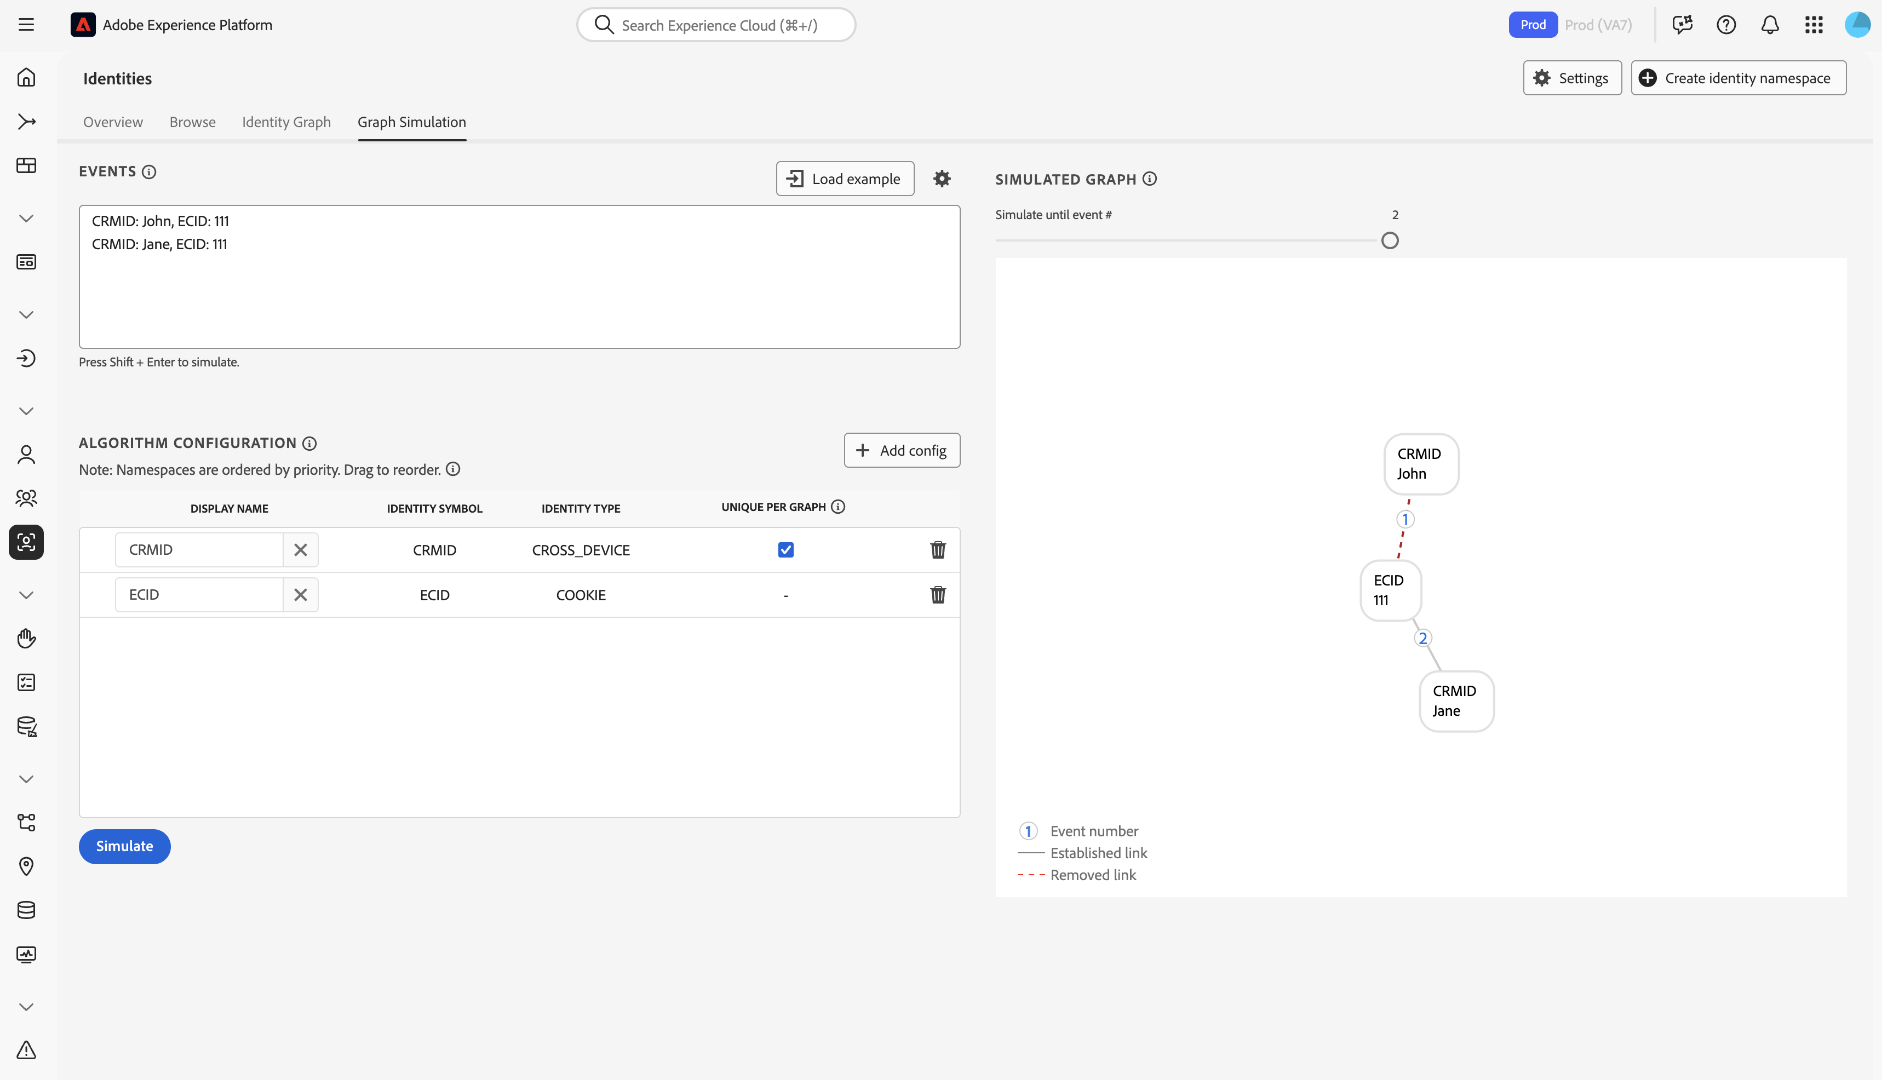 Adobe Experience Platform
Search Experience Cloud (⌘+/)
Prod
Prod (VA7)
Identities
Settings
Create identity namespace
Overview
Browse
Identity Graph
Graph Simulation
EVENTS
Load example
CRMID: John, ECID: 111
CRMID: Jane, ECID: 111
Press Shift + Enter to simulate.
ALGORITHM CONFIGURATION
Note: Namespaces are ordered by priority. Drag to reorder.
Add config
DISPLAY NAME IDENTITY SYMBOL IDENTITY TYPE UNIQUE PER GRAPH
CRMID CRMID CROSS_DEVICE
ECID ECID COOKIE -
Simulate
SIMULATED GRAPH
Simulate until event # 2
CRMID
John
1
ECID
111
2
CRMID
Jane
1 Event number
Established link
Removed link